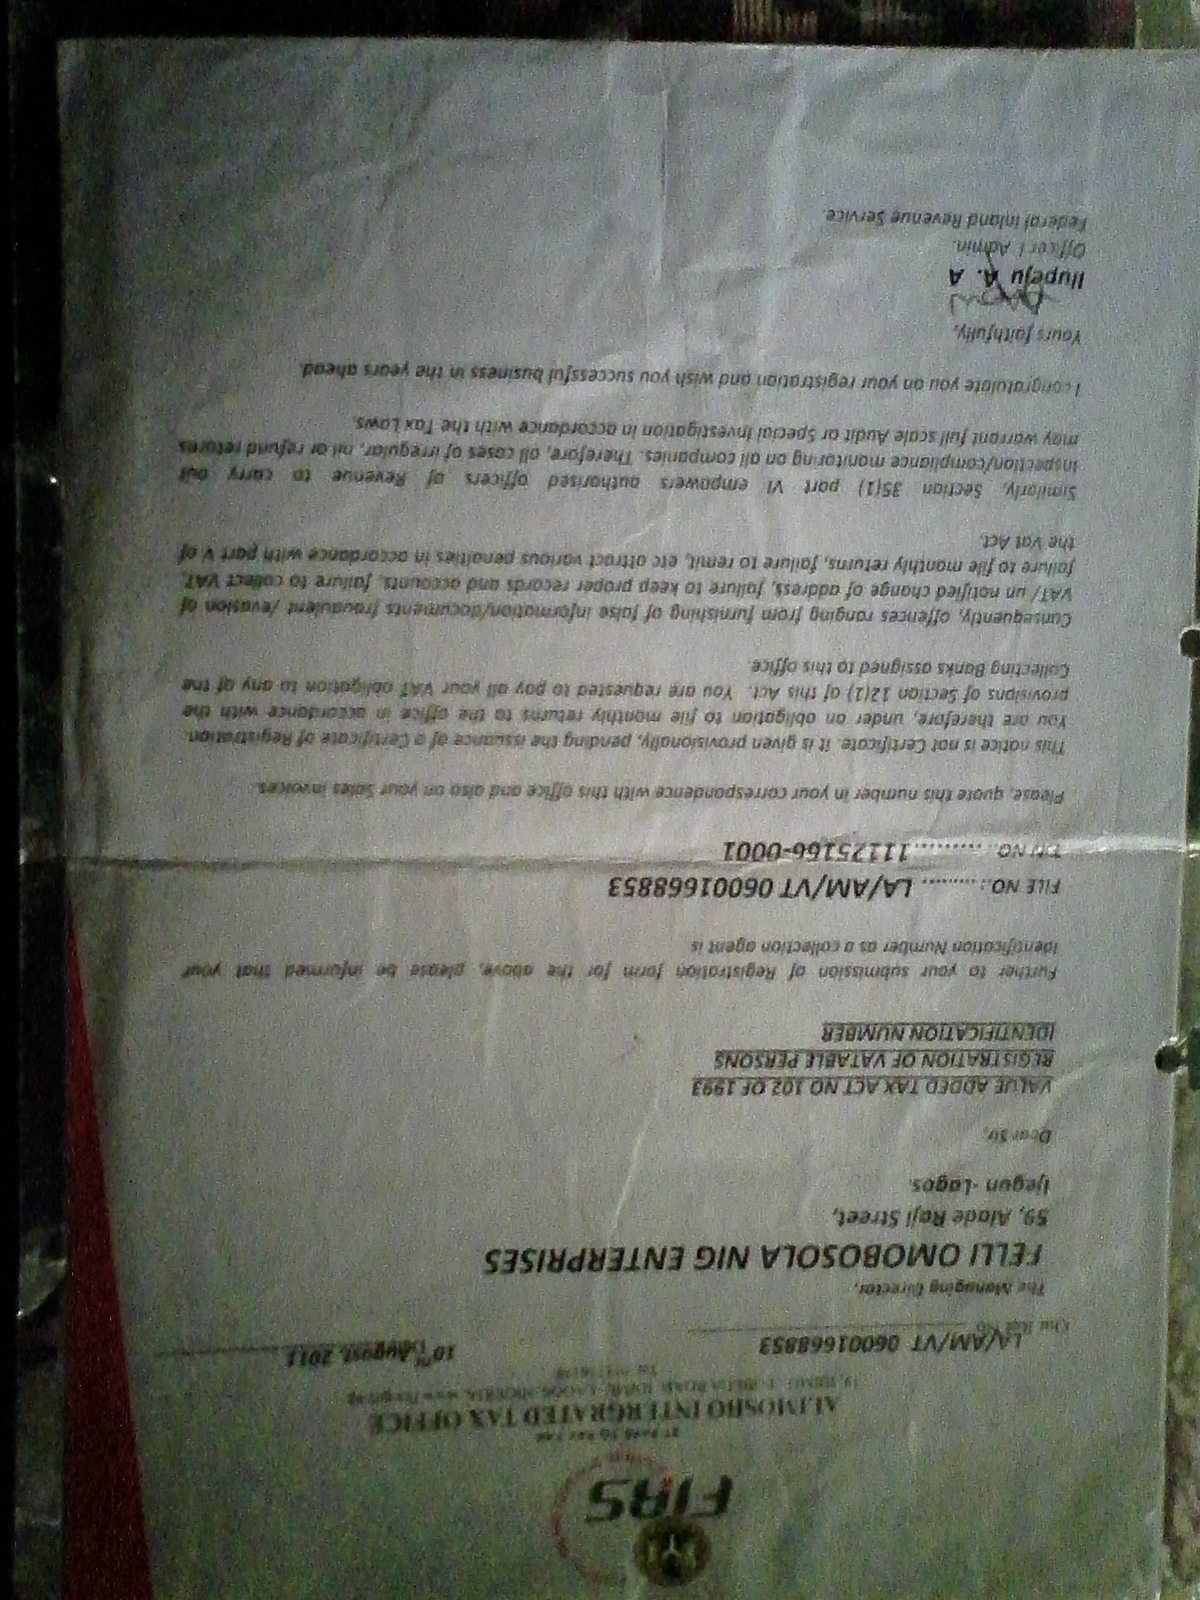 FIRS
IT PAYS TO PAY TAX
ALIMOSHO INTERGRATED TAX OFFICE
Our Ref No LA/AM/VT 06001668853
10TH August, 2011
The Managing Director,
FELLI OMOBOSOLA NIG ENTERPRISES
59, Alade Raji Street,
Ijegun -Lagos.
Dear Sir,
VALUE ADDED TAX ACT NO 102 OF 1993
REGISTRATION OF VATABLE PERSONS
IDENTIFICATION NUMBER
Further to your submission of Registration form for the above, please be informed that your
Identification Number as a collection agent is
FILE NO.: ......... LA/AM/VT 06001668853
TIN NO. ........... 11125166-0001
Please, quote this number in your correspondence with this office and also on your Sales invoices.
This notice is not Certificate. It is given provisionally, pending the issuance of a Certificate of Registration.
You are therefore, under an obligation to file monthly returns to the office in accordance with the
provisions of Section 12(1) of this Act. You are requested to pay all your VAT obligation to any of the
Collecting Banks assigned to this office.
Consequently, offences ranging from furnishing of false information/documents fraudulent /evasion of
VAT/ un notified change of address, failure to keep proper records and accounts, failure to collect VAT,
failure to file monthly returns, failure to remit, etc attract various penalties in accordance with part V of
the Vat Act.
Similarly, Section 35(1) part VI empowers authorised officers of Revenue to carry out
inspection/compliance monitoring on all companies. Therefore, all cases of irregular, nil or refund returns
may warrant full scale Audit or Special Investigation in accordance with the Tax Laws.
I congratulate you on your registration and wish you successful business in the years ahead.
Yours faithfully,
Ilupeju A. A
Officer I Admin.
Federal Inland Revenue Service.